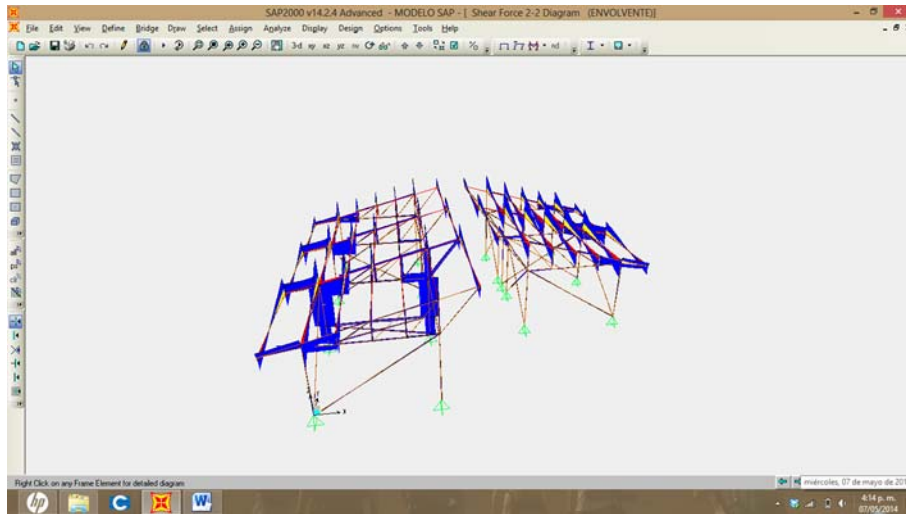 SAP2000 v14.2.4 Advanced - MODELO SAP - [ Shear Force 2-2 Diagram (ENVOLVENTE)]
File Edit View Define Bridge Draw Select Assign Analyze Display Design Options Tools Help
3-d xy xz yz nv
nd
X
Right Click on any Frame Element for detailed diagram
miércoles, 07 de mayo de 201
4:14 p. m.
hp C W
07/05/2014